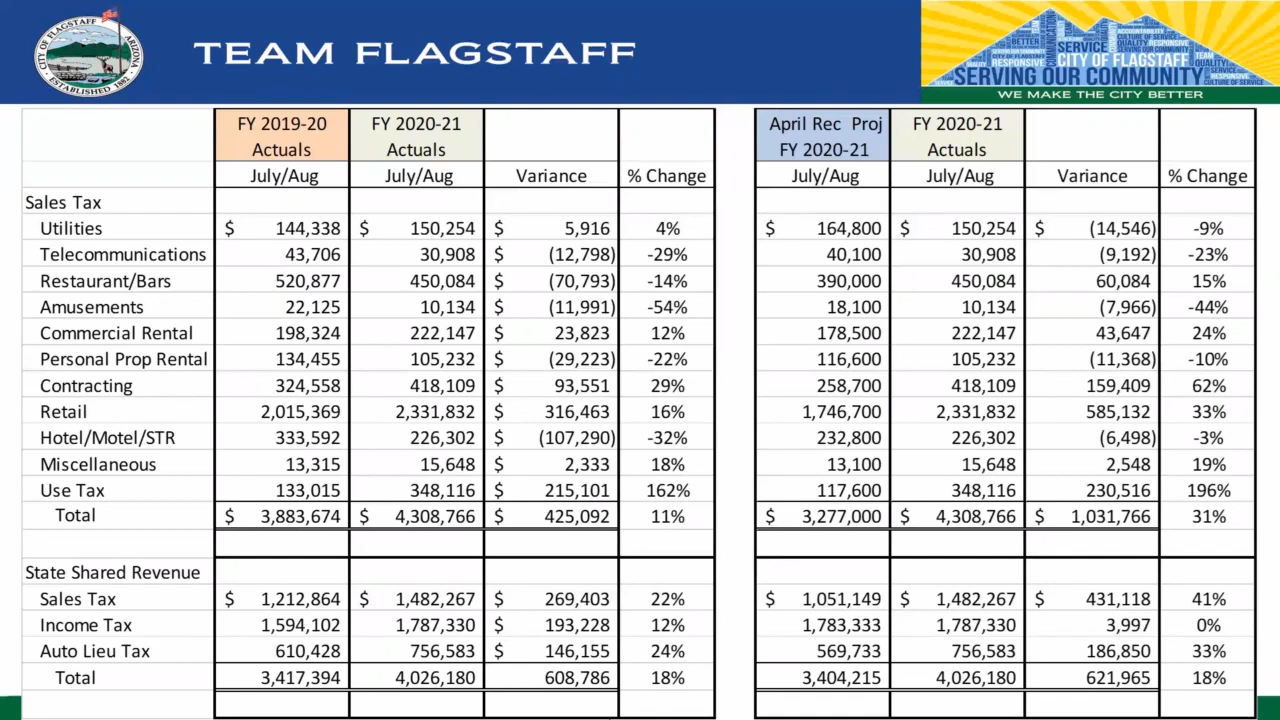 CITY OF FLAGSTAFF ARIZONA
ESTABLISHED 1882
TEAM FLAGSTAFF
SERVICE
CITY OF FLAGSTAFF
SERVING OUR COMMUNITY
WE MAKE THE CITY BETTER
FY 2019-20 FY 2020-21 April Rec Proj FY 2020-21
Actuals Actuals FY 2020-21 Actuals
July/Aug July/Aug Variance % Change July/Aug July/Aug Variance % Change
Sales Tax
Utilities $ 144,338 $ 150,254 $ 5,916 4% $ 164,800 $ 150,254 $ (14,546) -9%
Telecommunications 43,706 30,908 $ (12,798) -29% 40,100 30,908 (9,192) -23%
Restaurant/Bars 520,877 450,084 $ (70,793) -14% 390,000 450,084 60,084 15%
Amusements 22,125 10,134 $ (11,991) -54% 18,100 10,134 (7,966) -44%
Commercial Rental 198,324 222,147 $ 23,823 12% 178,500 222,147 43,647 24%
Personal Prop Rental 134,455 105,232 $ (29,223) -22% 116,600 105,232 (11,368) -10%
Contracting 324,558 418,109 $ 93,551 29% 258,700 418,109 159,409 62%
Retail 2,015,369 2,331,832 $ 316,463 16% 1,746,700 2,331,832 585,132 33%
Hotel/Motel/STR 333,592 226,302 $ (107,290) -32% 232,800 226,302 (6,498) -3%
Miscellaneous 13,315 15,648 $ 2,333 18% 13,100 15,648 2,548 19%
Use Tax 133,015 348,116 $ 215,101 162% 117,600 348,116 230,516 196%
Total $ 3,883,674 $ 4,308,766 $ 425,092 11% $ 3,277,000 $ 4,308,766 $ 1,031,766 31%
State Shared Revenue
Sales Tax $ 1,212,864 $ 1,482,267 $ 269,403 22% $ 1,051,149 $ 1,482,267 $ 431,118 41%
Income Tax 1,594,102 1,787,330 $ 193,228 12% 1,783,333 1,787,330 3,997 0%
Auto Lieu Tax 610,428 756,583 $ 146,155 24% 569,733 756,583 186,850 33%
Total 3,417,394 4,026,180 608,786 18% 3,404,215 4,026,180 621,965 18%